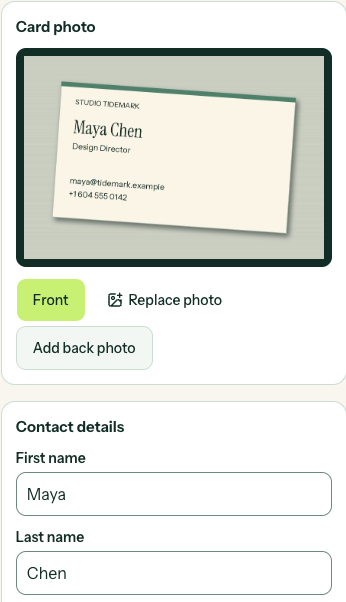 Card photo
STUDIO TIDEMARK
Maya Chen
Design Director
maya@tidemark.example
+1 604 555 0142
Front
Replace photo
Add back photo
Contact details
First name
Maya
Last name
Chen